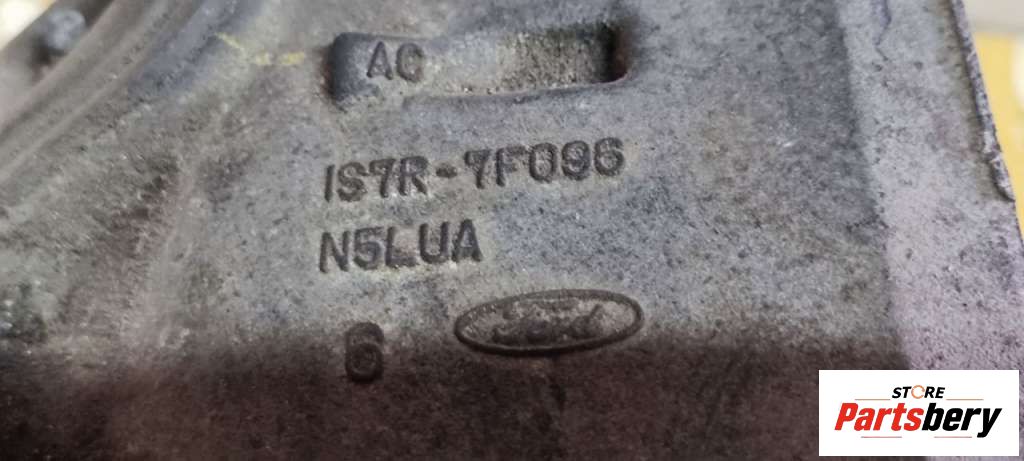 AC
1S7R-7F096
N5LUA
6
Ford
STORE
Partsbery